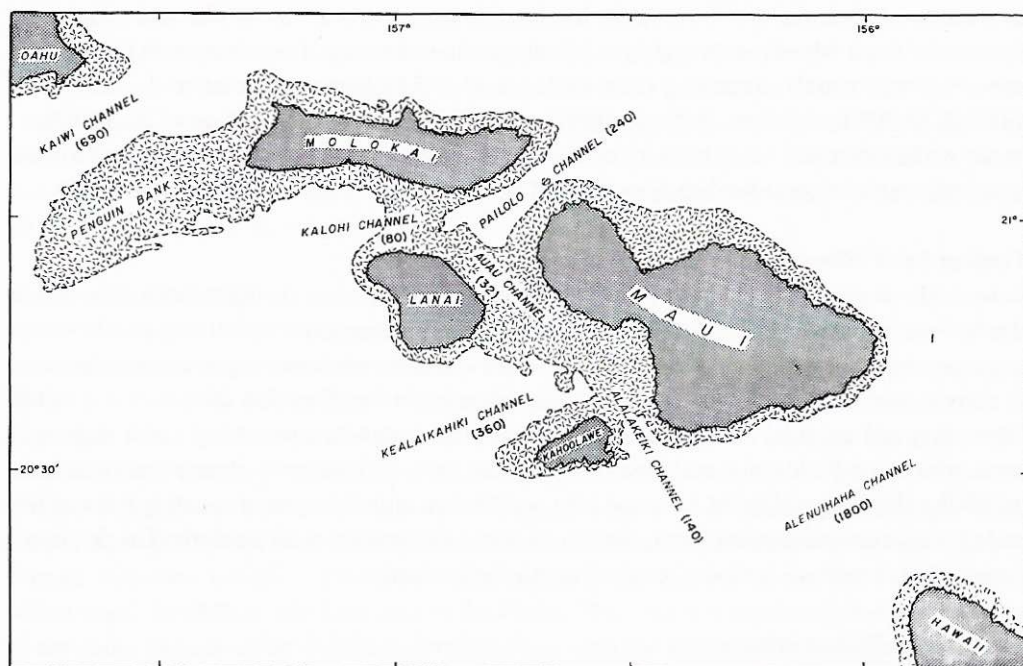 157°
156°
OAHU
KAIWI CHANNEL
(690)
MOLOKAI
PENGUIN BANK
PAILOLO CHANNEL (240)
KALOHI CHANNEL
(80)
21°
AUAU CHANNEL
(32)
LANAI
MAUI
KEALAIKAHIKI CHANNEL
(360)
ALALAKEIKI CHANNEL (140)
KAHOOLAWE
20°30
ALENUIHAHA CHANNEL
(1800)
HAWAII